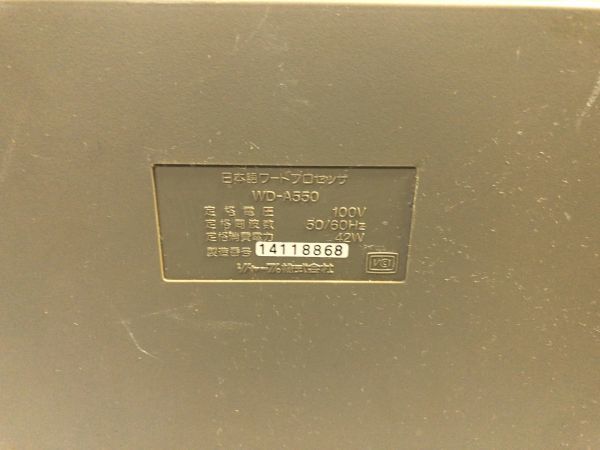 日本語ワードプロセッサ
WD-A550
定格電圧 100V
定格周波数 50/60Hz
定格消費電力 42W
製造番号 14118868
シャープ株式会社
VCI